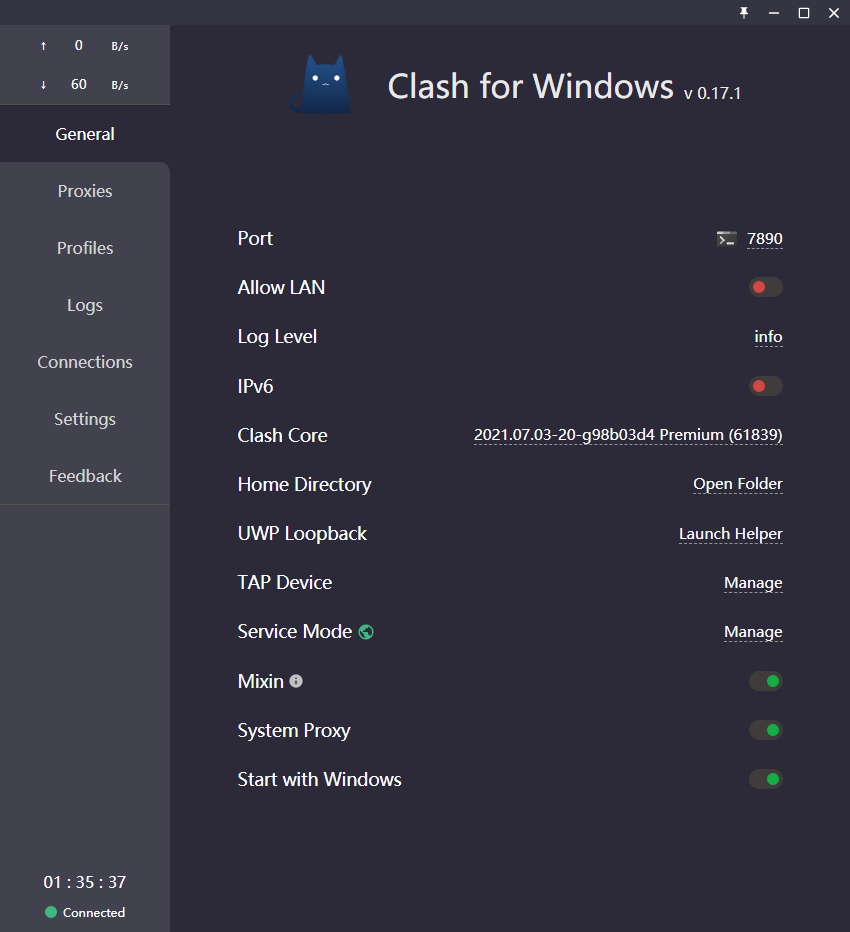 ↑ 0 B/s
↓ 60 B/s
General
Proxies
Profiles
Logs
Connections
Settings
Feedback
01 : 35 : 37
Connected
Clash for Windows v 0.17.1
Port 7890
Allow LAN
Log Level info
IPv6
Clash Core 2021.07.03-20-g98b03d4 Premium (61839)
Home Directory Open Folder
UWP Loopback Launch Helper
TAP Device Manage
Service Mode Manage
Mixin
System Proxy
Start with Windows